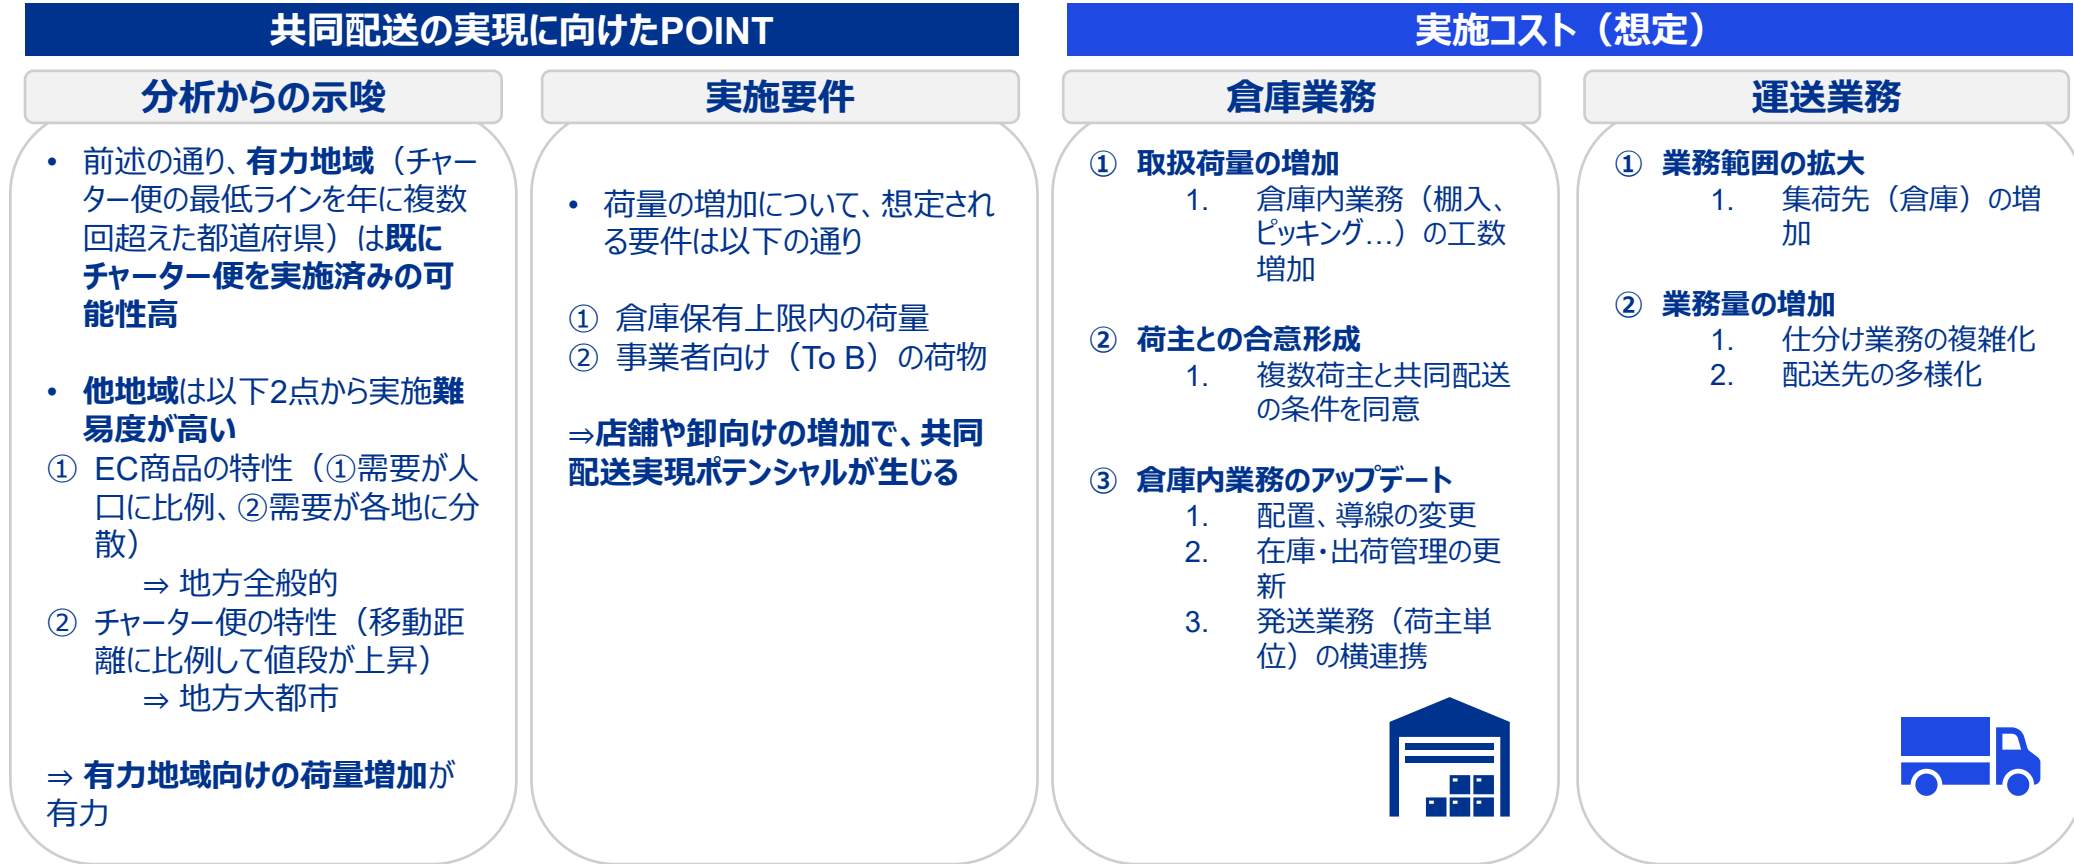 共同配送の実現に向けたPOINT
実施コスト（想定）
分析からの示唆
• 前述の通り、有力地域（チャー
ター便の最低ラインを年に複数
回超えた都道府県）は既に
チャーター便を実施済みの可
能性高
• 他地域は以下2点から実施難
易度が高い
① EC商品の特性（①需要が人
口に比例、②需要が各地に分
散）
⇒ 地方全般的
② チャーター便の特性（移動距
離に比例して値段が上昇）
⇒ 地方大都市
⇒ 有力地域向けの荷量増加が
有力
実施要件
• 荷量の増加について、想定され
る要件は以下の通り
① 倉庫保有上限内の荷量
② 事業者向け（To B）の荷物
⇒店舗や卸向けの増加で、共同
配送実現ポテンシャルが生じる
倉庫業務
① 取扱荷量の増加
1. 倉庫内業務（棚入、
ピッキング…）の工数
増加
② 荷主との合意形成
1. 複数荷主と共同配送
の条件を同意
③ 倉庫内業務のアップデート
1. 配置、導線の変更
2. 在庫・出荷管理の更
新
3. 発送業務（荷主単
位）の横連携
運送業務
① 業務範囲の拡大
1. 集荷先（倉庫）の増
加
② 業務量の増加
1. 仕分け業務の複雑化
2. 配送先の多様化